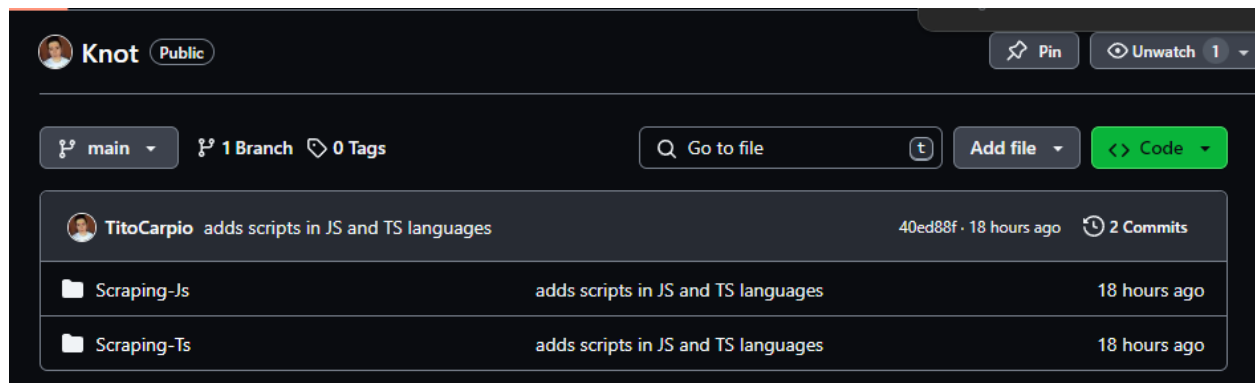 Knot Public
Pin
Unwatch 1
main
1 Branch
0 Tags
Go to file
t
Add file
<> Code
TitoCarpio adds scripts in JS and TS languages
40ed88f · 18 hours ago
2 Commits
Scraping-Js adds scripts in JS and TS languages 18 hours ago
Scraping-Ts adds scripts in JS and TS languages 18 hours ago